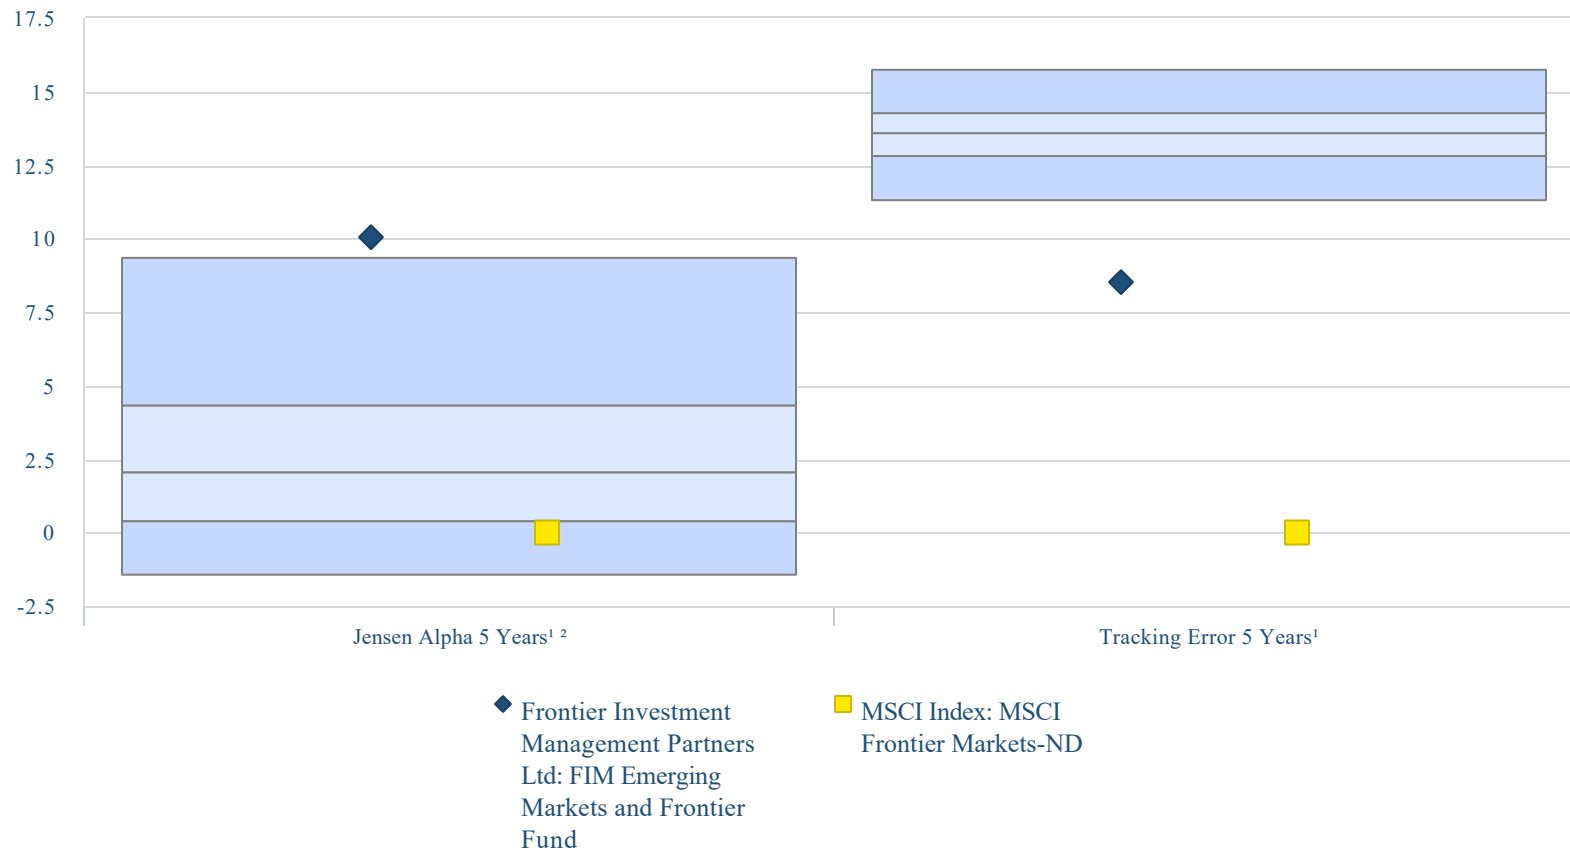 17.5
15
12.5
10
7.5
5
2.5
0
-2.5
Jensen Alpha 5 Years¹ ²
Tracking Error 5 Years¹
Frontier Investment
Management Partners
Ltd: FIM Emerging
Markets and Frontier
Fund
MSCI Index: MSCI
Frontier Markets-ND